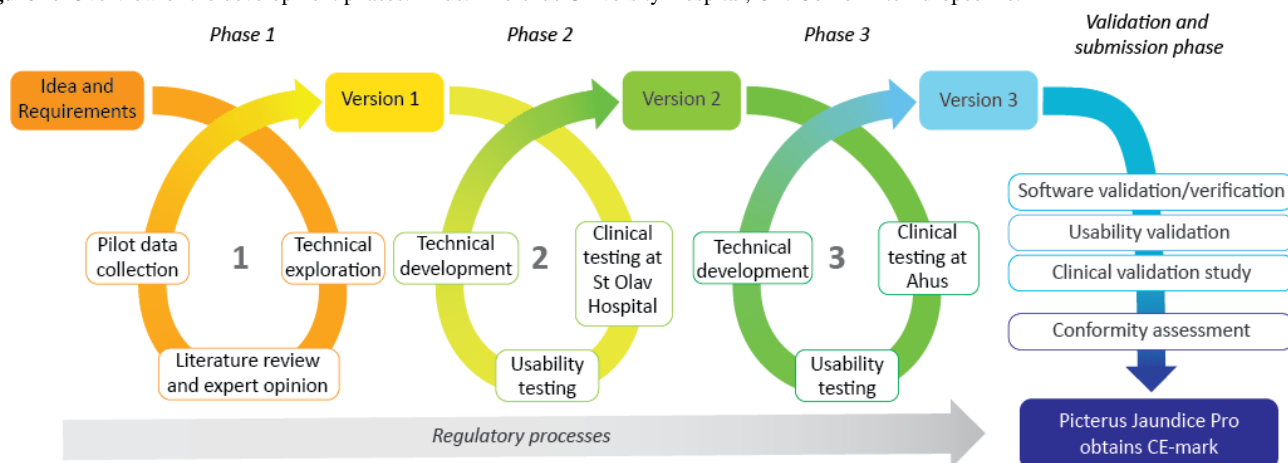 Phase 1
Phase 2
Phase 3
Validation and
submission phase
Idea and
Requirements
Version 1
Version 2
Version 3
Pilot data
collection
1
Technical
exploration
Literature review
and expert opinion
Technical
development
2
Clinical
testing at
St Olav
Hospital
Usability
testing
Technical
development
3
Clinical
testing at
Ahus
Usability
testing
Software validation/verification
Usability validation
Clinical validation study
Conformity assessment
Regulatory processes
Picterus Jaundice Pro
obtains CE-mark